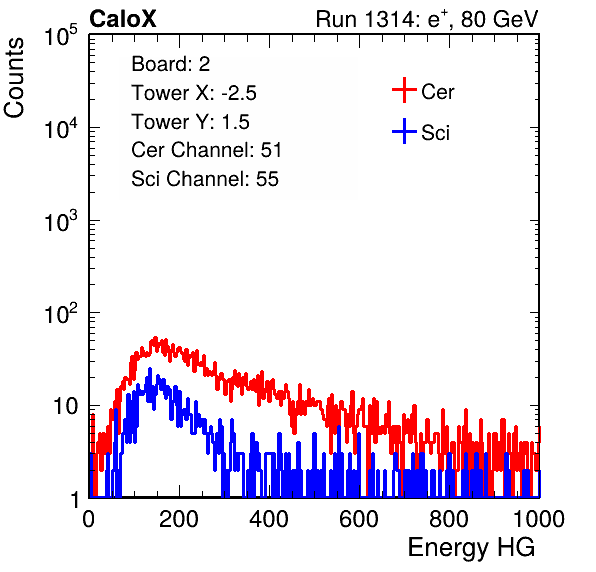 CaloX Run 1314: e⁺, 80 GeV
Board: 2
Tower X: -2.5
Tower Y: 1.5
Cer Channel: 51
Sci Channel: 55
Cer
Sci
Counts
10⁵
10⁴
10³
10²
10
1
0 200 400 600 800 1000
Energy HG